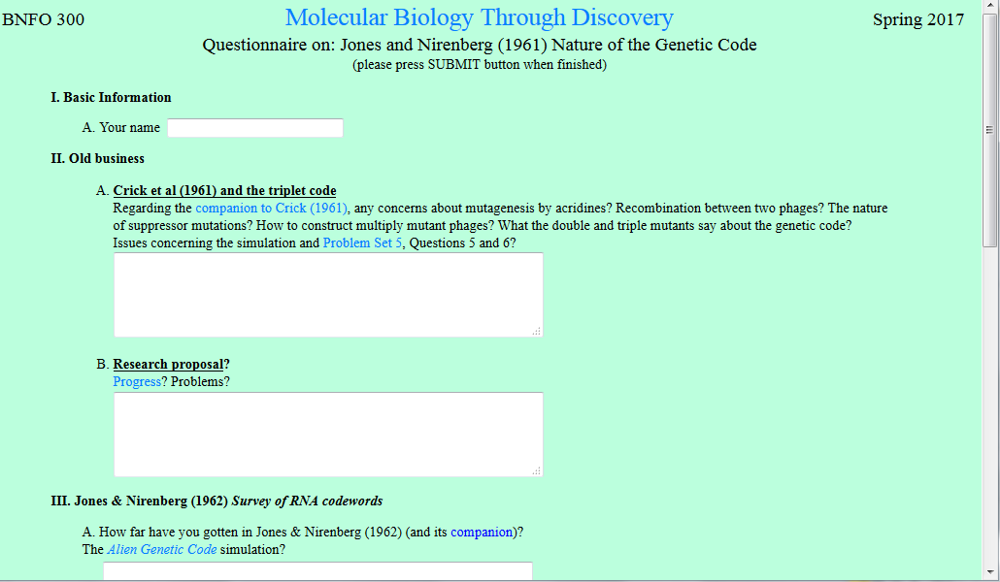 BNFO 300 Molecular Biology Through Discovery Spring 2017
Questionnaire on: Jones and Nirenberg (1961) Nature of the Genetic Code
(please press SUBMIT button when finished)
I. Basic Information
A. Your name
II. Old business
A. Crick et al (1961) and the triplet code
Regarding the companion to Crick (1961), any concerns about mutagenesis by acridines? Recombination between two phages? The nature
of suppressor mutations? How to construct multiply mutant phages? What the double and triple mutants say about the genetic code?
Issues concerning the simulation and Problem Set 5, Questions 5 and 6?
B. Research proposal?
Progress? Problems?
III. Jones & Nirenberg (1962) Survey of RNA codewords
A. How far have you gotten in Jones & Nirenberg (1962) (and its companion)?
The Alien Genetic Code simulation?